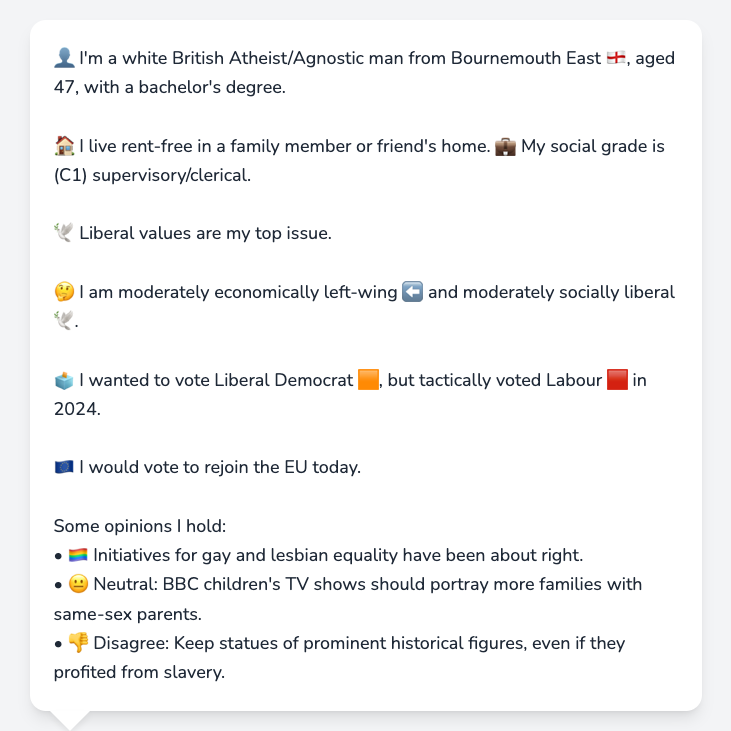 👤 I'm a white British Atheist/Agnostic man from Bournemouth East 🏴󠁧󠁢󠁥󠁮󠁧󠁿, aged
47, with a bachelor's degree.
🏠 I live rent-free in a family member or friend's home. 💼 My social grade is
(C1) supervisory/clerical.
🕊️ Liberal values are my top issue.
🤔 I am moderately economically left-wing ⬅️ and moderately socially liberal
🕊️.
🗳️ I wanted to vote Liberal Democrat 🟧, but tactically voted Labour 🟥 in
2024.
🇪🇺 I would vote to rejoin the EU today.
Some opinions I hold:
• 🏳️‍🌈 Initiatives for gay and lesbian equality have been about right.
• 😐 Neutral: BBC children's TV shows should portray more families with
same-sex parents.
• 👎 Disagree: Keep statues of prominent historical figures, even if they
profited from slavery.